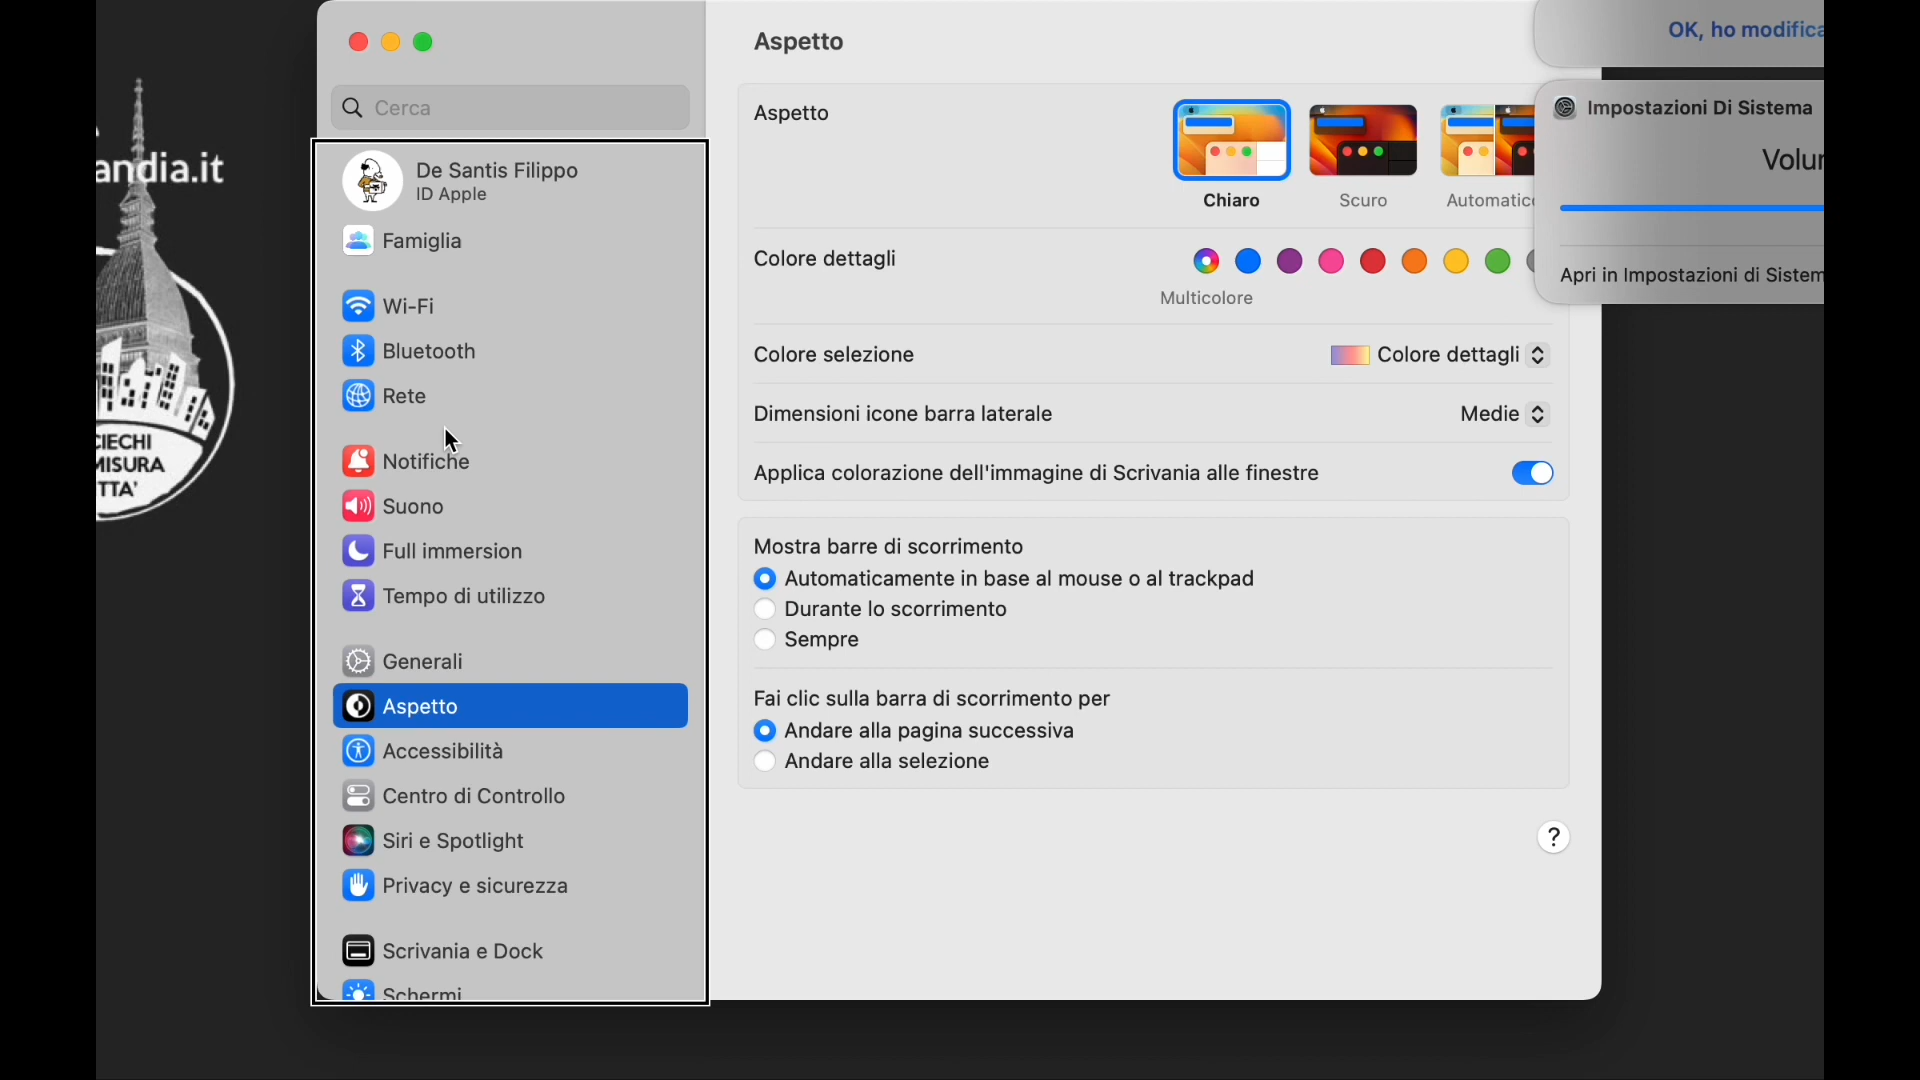 andia.it
CIECHI
MISURA
TTA'
Cerca
De Santis Filippo
ID Apple
Famiglia
Wi-Fi
Bluetooth
Rete
Notifiche
Suono
Full immersion
Tempo di utilizzo
Generali
Aspetto
Accessibilità
Centro di Controllo
Siri e Spotlight
Privacy e sicurezza
Scrivania e Dock
Schermi
Aspetto
Aspetto
Chiaro
Scuro
Automatico
Colore dettagli
Multicolore
Colore selezione
Colore dettagli
Dimensioni icone barra laterale
Medie
Applica colorazione dell'immagine di Scrivania alle finestre
Mostra barre di scorrimento
Automaticamente in base al mouse o al trackpad
Durante lo scorrimento
Sempre
Fai clic sulla barra di scorrimento per
Andare alla pagina successiva
Andare alla selezione
?
OK, ho modifica
Impostazioni Di Sistema
Volu
Apri in Impostazioni di Sistem